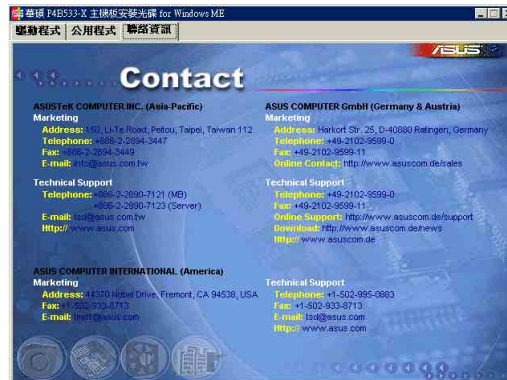 華碩 P4B533-X 主機板安裝光碟 for Windows ME
驅動程式 公用程式 聯絡資訊
ASUS
Contact
ASUSTeK COMPUTER INC. (Asia-Pacific)
Marketing
Address: 150, Li-Te Road, Peitou, Taipei, Taiwan 112
Telephone: +886-2-2894-3447
Fax: +886-2-2894-3449
E-mail: info@asus.com.tw
Technical Support
Telephone: +886-2-2890-7121 (MB)
+886-2-2890-7123 (Server)
E-mail: tsd@asus.com.tw
Http:// www.asus.com
ASUS COMPUTER INTERNATIONAL (America)
Marketing
Address: 44370 Nobel Drive, Fremont, CA 94538, USA
Fax: +1-502-933-8713
E-mail: @asus.com
ASUS COMPUTER GmbH (Germany & Austria)
Marketing
Address: Harkort Str. 25, D-40880 Ratingen, Germany
Telephone: +49-2102-9599-0
Fax: +49-2102-9599-11
Online Contact: http://www.asuscom.de/sales
Technical Support
Telephone: +49-2102-9599-0
Fax: +49-2102-9599-11
Online Support: http://www.asuscom.de/support
Download: http://www.asuscom.de/news
Http:// www.asuscom.de
Technical Support
Telephone: +1-502-995-0883
Fax: +1-502-933-8713
E-mail: tsd@asus.com
Http:// www.asus.com